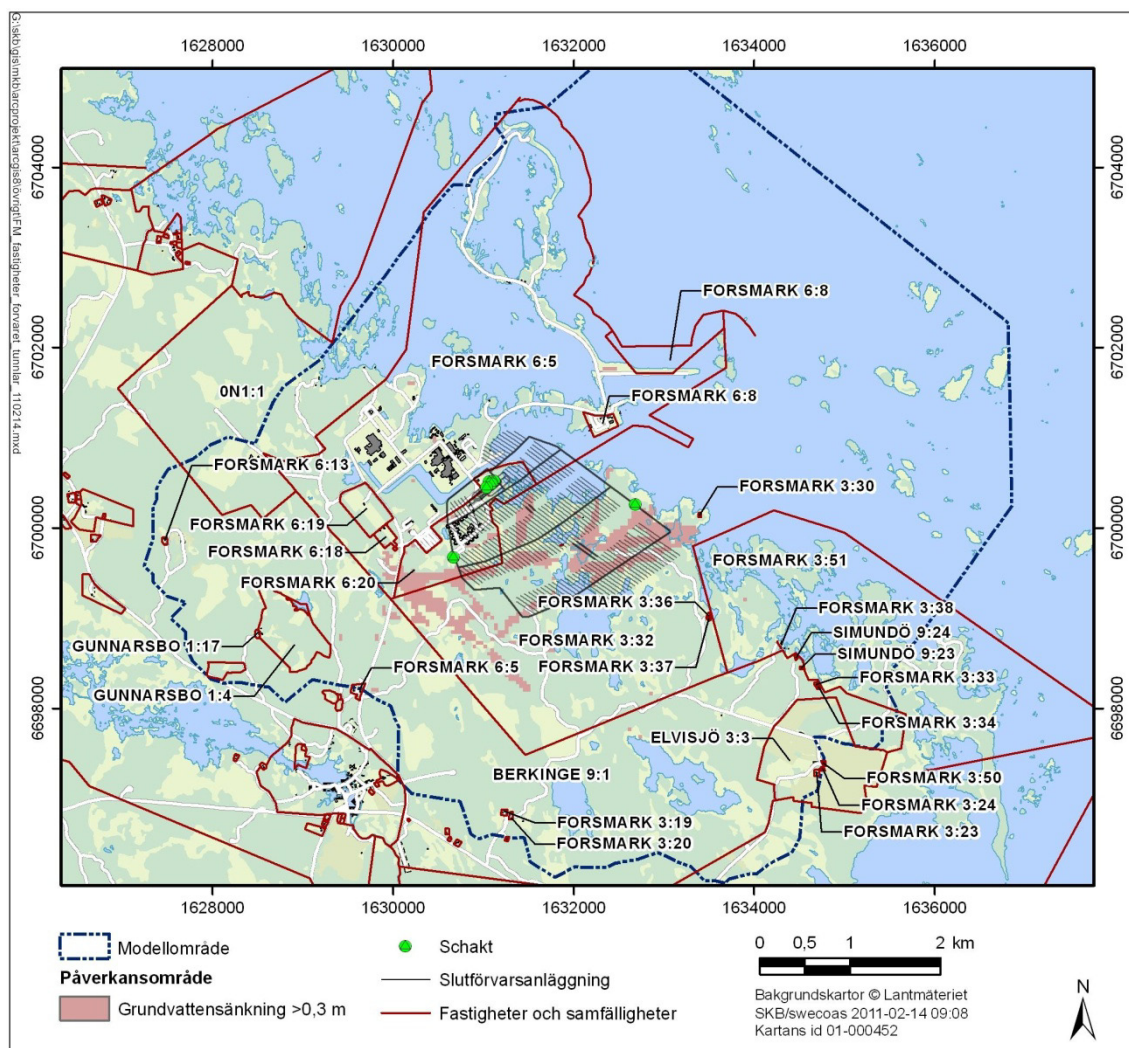 G:\skb\gis\mkb\arcprojekt\arcgis8\övrigt\FM_fastigheter_forvaret_tunnlar_110214.mxd
1628000
1630000
1632000
1634000
1636000
6704000
6704000
FORSMARK 6:8
6702000
6702000
FORSMARK 6:5
0N1:1
FORSMARK 6:8
FORSMARK 6:13
FORSMARK 3:30
6700000
6700000
FORSMARK 6:19
FORSMARK 6:18
FORSMARK 3:51
FORSMARK 6:20
FORSMARK 3:36
FORSMARK 3:38
SIMUNDÖ 9:24
GUNNARSBO 1:17
FORSMARK 3:32
FORSMARK 3:37
SIMUNDÖ 9:23
FORSMARK 6:5
FORSMARK 3:33
GUNNARSBO 1:4
6698000
6698000
FORSMARK 3:34
ELVISJÖ 3:3
BERKINGE 9:1
FORSMARK 3:50
FORSMARK 3:24
FORSMARK 3:19
FORSMARK 3:23
FORSMARK 3:20
1628000
1630000
1632000
1634000
1636000
Modellområde
Påverkansområde
Grundvattensänkning >0,3 m
Schakt
Slutförvarsanläggning
Fastigheter och samfälligheter
0 0,5 1 2 km
Bakgrundskartor © Lantmäteriet
SKB/swecoas 2011-02-14 09:08
Kartans id 01-000452
N